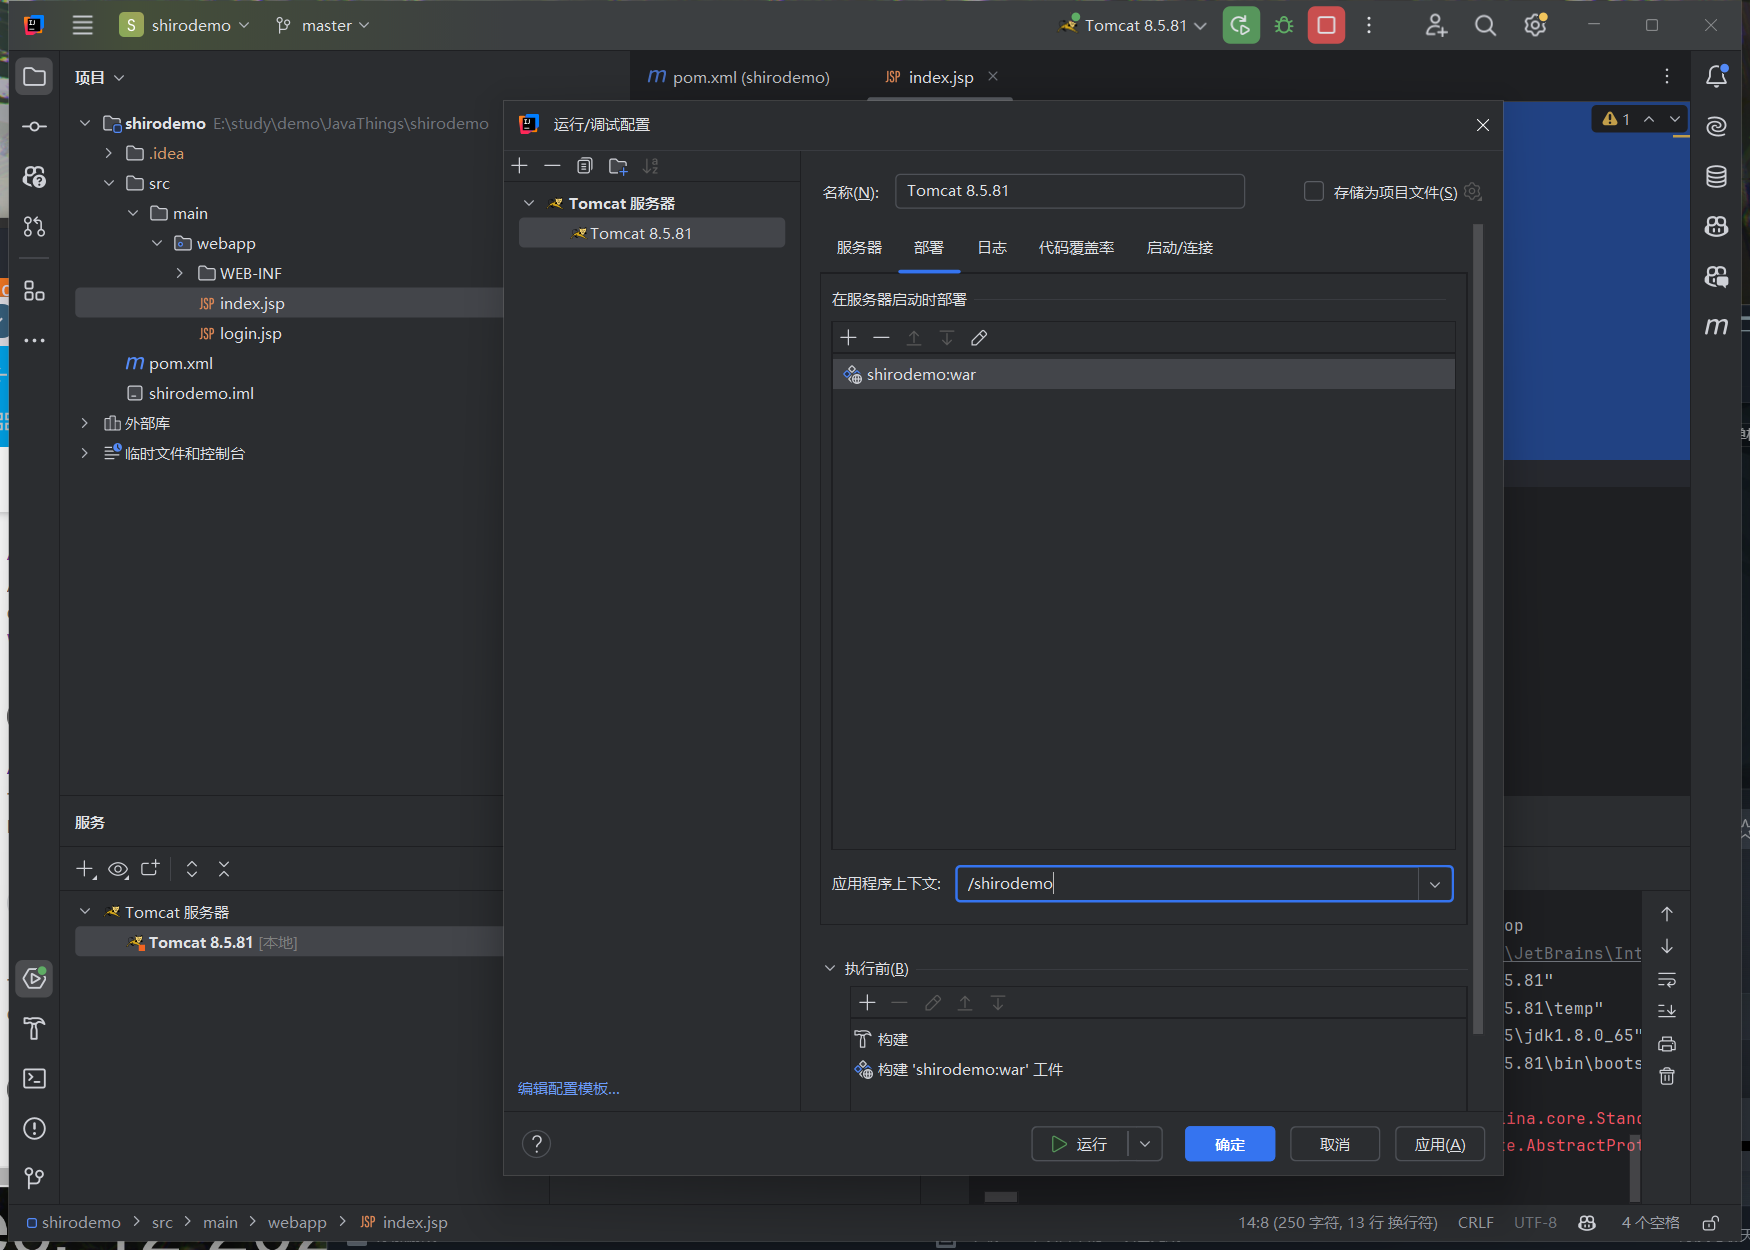 S shirodemo
master
Tomcat 8.5.81
项目
pom.xml (shirodemo)
JSP index.jsp
shirodemo E:\study\demo\JavaThings\shirodemo
.idea
src
main
webapp
WEB-INF
JSP index.jsp
JSP login.jsp
m pom.xml
shirodemo.iml
外部库
临时文件和控制台
1
运行/调试配置
Tomcat 服务器
Tomcat 8.5.81
名称(N):
Tomcat 8.5.81
存储为项目文件(S)
服务器 部署 日志 代码覆盖率 启动/连接
在服务器启动时部署
shirodemo:war
应用程序上下文:
/shirodemo
执行前(B)
构建
构建 'shirodemo:war' 工件
编辑配置模板...
运行
确定
取消
应用(A)
服务
Tomcat 服务器
Tomcat 8.5.81 [本地]
op
\JetBrains\Int
5.81"
5.81\temp"
5\jdk1.8.0_65"
5.81\bin\boots
ina.core.Stand
e.AbstractProt
shirodemo > src > main > webapp > JSP index.jsp
14:8 (250 字符, 13 行 换行符) CRLF UTF-8 4 个空格